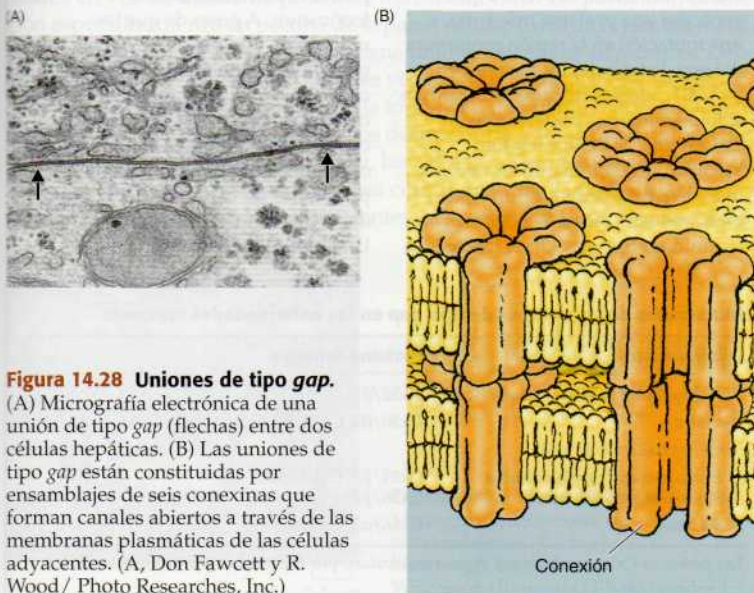 (A)
(B)
Figura 14.28 Uniones de tipo gap.
(A) Micrografía electrónica de una
unión de tipo gap (flechas) entre dos
células hepáticas. (B) Las uniones de
tipo gap están constituidas por
ensamblajes de seis conexinas que
forman canales abiertos a través de las
membranas plasmáticas de las células
adyacentes. (A, Don Fawcett y R.
Wood/ Photo Researches, Inc.)
Conexión